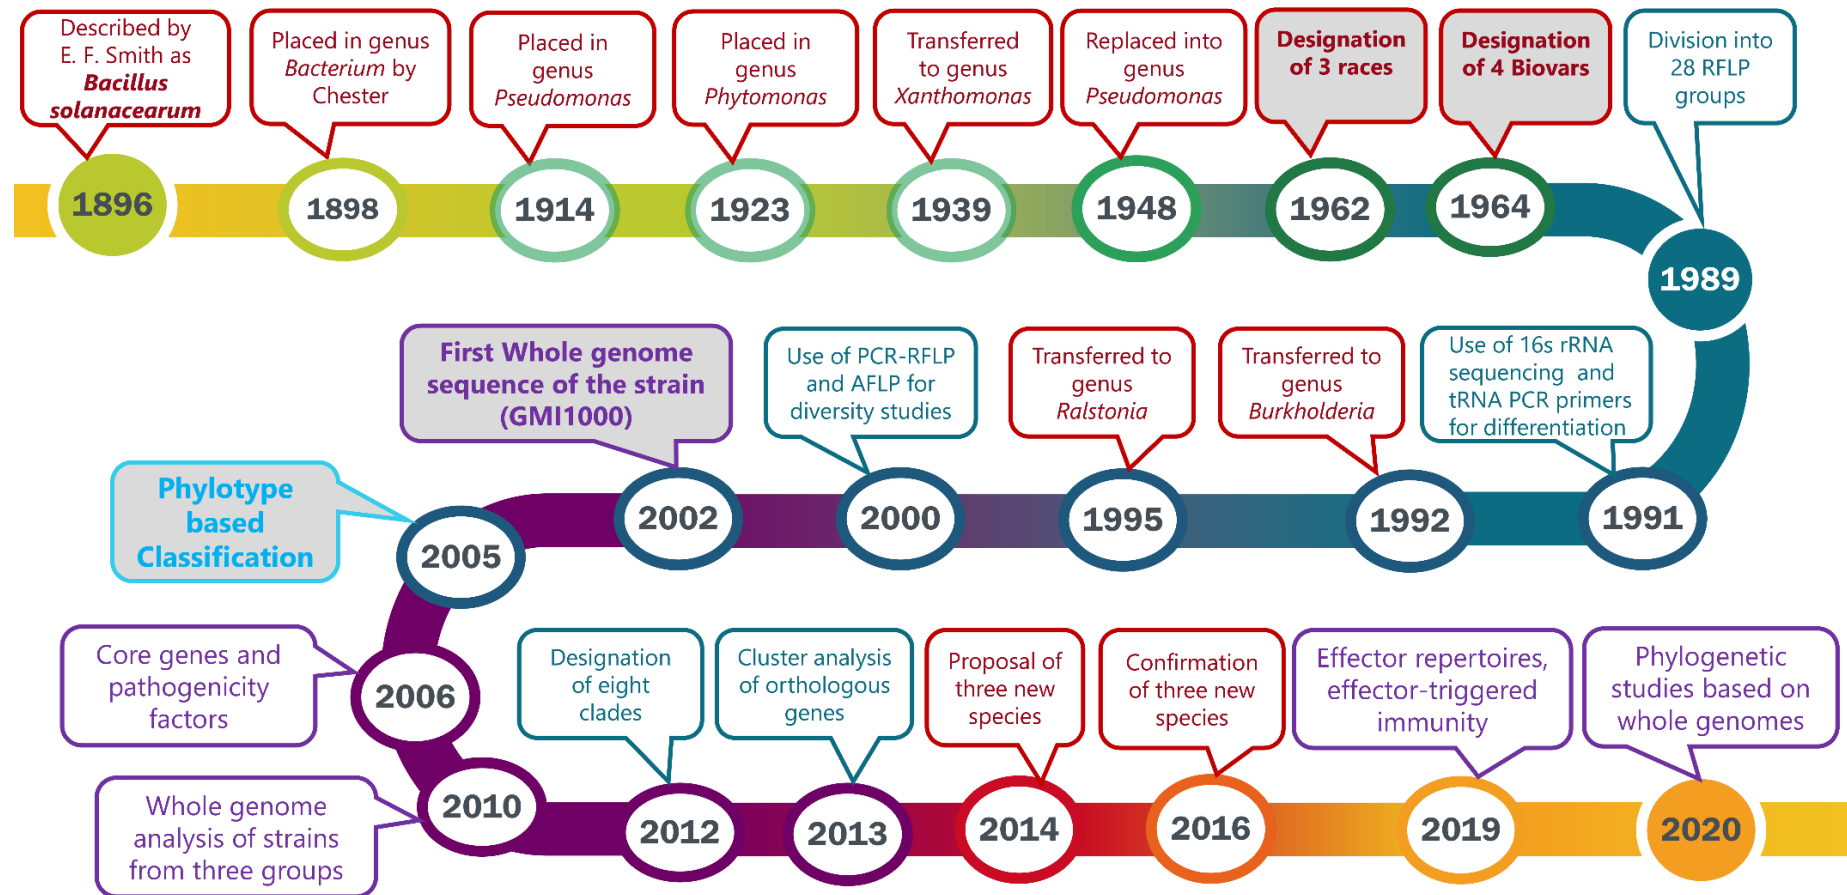 Described by
E. F. Smith as
Bacillus
solanacearum
1896
Placed in genus
Bacterium by
Chester
1898
Placed in
genus
Pseudomonas
1914
Placed in
genus
Phytomonas
1923
Transferred
to genus
Xanthomonas
1939
Replaced into
genus
Pseudomonas
1948
Designation
of 3 races
1962
Designation
of 4 Biovars
1964
Division into
28 RFLP
groups
1989
Use of 16s rRNA
sequencing and
tRNA PCR primers
for differentiation
1991
Transferred to
genus
Burkholderia
1992
Transferred to
genus
Ralstonia
1995
Use of PCR-RFLP
and AFLP for
diversity studies
2000
First Whole genome
sequence of the strain
(GMI1000)
2002
Phylotype
based
Classification
2005
Core genes and
pathogenicity
factors
2006
Whole genome
analysis of strains
from three groups
2010
Designation
of eight
clades
2012
Cluster analysis
of orthologous
genes
2013
Proposal of
three new
species
2014
Confirmation
of three new
species
2016
Effector repertoires,
effector-triggered
immunity
2019
Phylogenetic
studies based on
whole genomes
2020